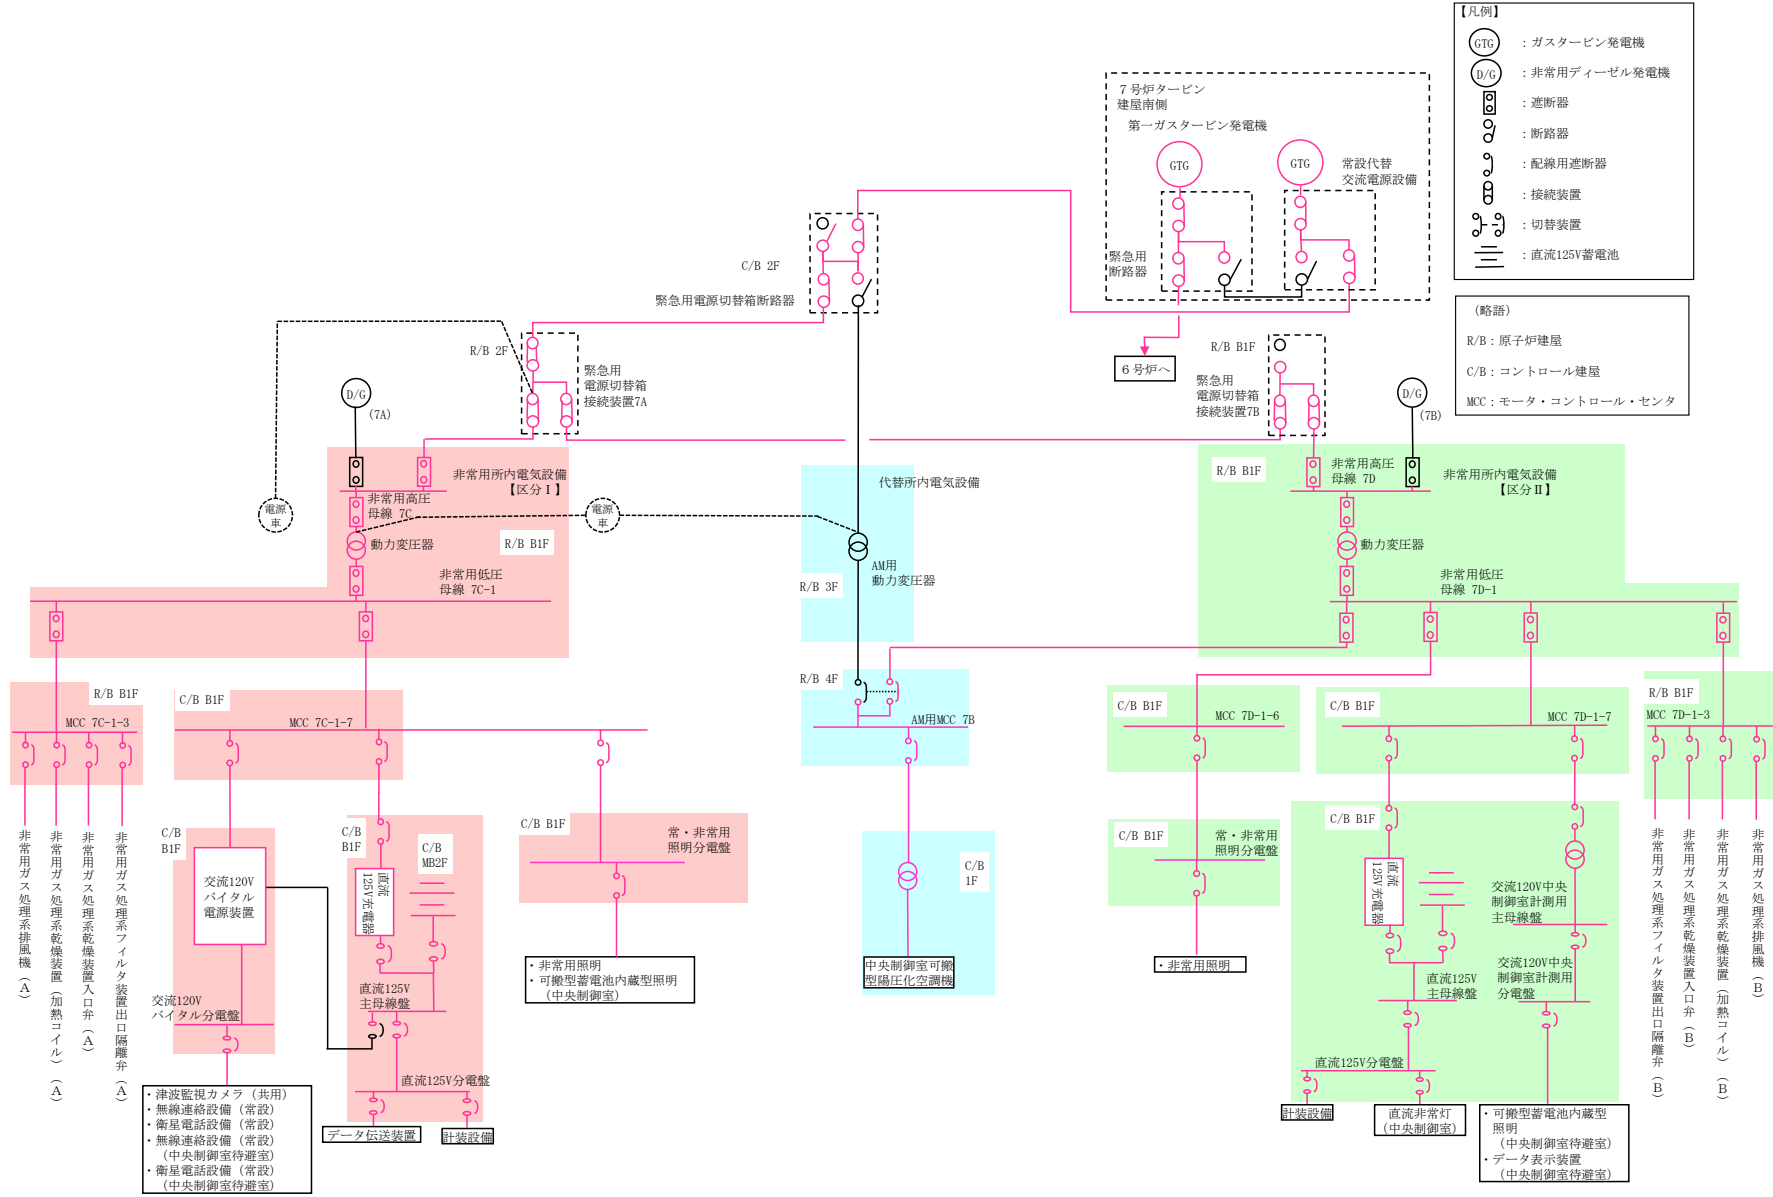 【凡例】
GTG
：ガスタービン発電機
D/G
：非常用ディーゼル発電機
：遮断器
：断路器
：配線用遮断器
：接続装置
：切替装置
：直流125V蓄電池
（略語）
R/B：原子炉建屋
C/B：コントロール建屋
MCC：モータ・コントロール・センタ
７号炉タービン
建屋南側
第一ガスタービン発電機
GTG
GTG
常設代替
交流電源設備
緊急用
断路器
６号炉へ
C/B 2F
緊急用電源切替箱断路器
R/B 2F
緊急用
電源切替箱
接続装置7A
R/B B1F
緊急用
電源切替箱
接続装置7B
D/G
(7A)
D/G
(7B)
電源
車
電源
車
非常用所内電気設備
【区分Ⅰ】
非常用高圧
母線 7C
動力変圧器
R/B B1F
非常用低圧
母線 7C-1
代替所内電気設備
AM用
動力変圧器
R/B 3F
R/B 4F
AM用MCC 7B
R/B B1F
非常用高圧
母線 7D
非常用所内電気設備
【区分Ⅱ】
動力変圧器
非常用低圧
母線 7D-1
R/B B1F
MCC 7C-1-3
C/B B1F
MCC 7C-1-7
C/B B1F
MCC 7D-1-6
C/B B1F
MCC 7D-1-7
R/B B1F
MCC 7D-1-3
非常用ガス処理系排風機（A）
非常用ガス処理系乾燥装置（加熱コイル）（A）
非常用ガス処理系乾燥装置入口弁（A）
非常用ガス処理系フィルタ装置出口隔離弁（A）
C/B
B1F
交流120V
バイタル
電源装置
交流120V
バイタル分電盤
C/B
B1F
C/B
MB2F
直流
125V充電器
直流125V
主母線盤
直流125V分電盤
C/B B1F
常・非常用
照明分電盤
C/B
1F
中央制御室可搬
型陽圧化空調機
C/B B1F
常・非常用
照明分電盤
C/B B1F
直流
125V充電器
交流120V中央
制御室計測用
主母線盤
交流120V中央
制御室計測用
分電盤
直流125V
主母線盤
直流125V分電盤
非常用ガス処理系フィルタ装置出口隔離弁（B）
非常用ガス処理系乾燥装置入口弁（B）
非常用ガス処理系乾燥装置（加熱コイル）（B）
非常用ガス処理系排風機（B）
・非常用照明
・可搬型蓄電池内蔵型照明
（中央制御室）
・非常用照明
・津波監視カメラ（共用）
・無線連絡設備（常設）
・衛星電話設備（常設）
・無線連絡設備（常設）
（中央制御室待避室）
・衛星電話設備（常設）
（中央制御室待避室）
データ伝送装置
計装設備
計装設備
直流非常灯
（中央制御室）
・可搬型蓄電池内蔵型
照明
（中央制御室待避室）
・データ表示装置
（中央制御室待避室）